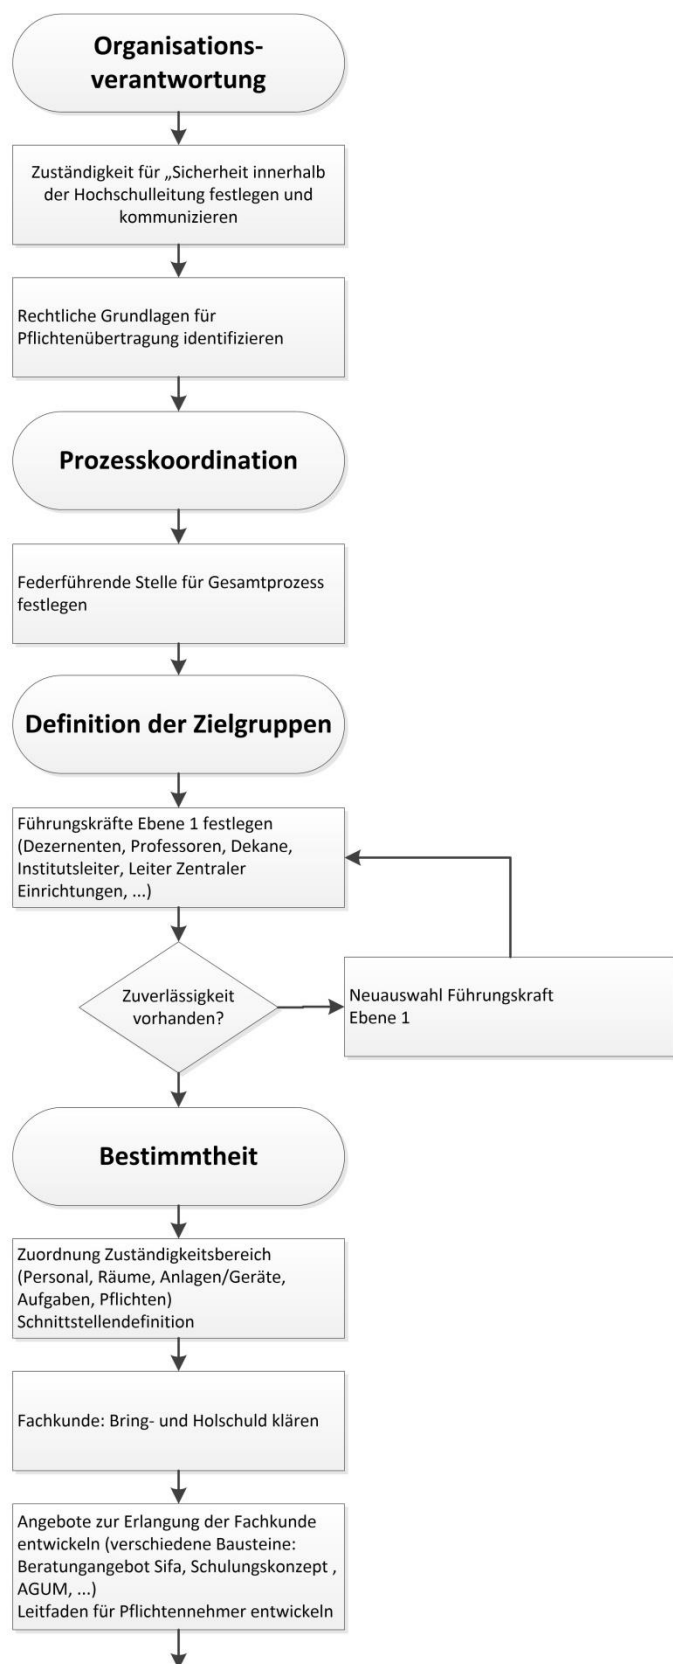 Organisations-
verantwortung
Zuständigkeit für „Sicherheit innerhalb
der Hochschulleitung festlegen und
kommunizieren
Rechtliche Grundlagen für
Pflichtenübertragung identifizieren
Prozesskoordination
Federführende Stelle für Gesamtprozess
festlegen
Definition der Zielgruppen
Führungskräfte Ebene 1 festlegen
(Dezernenten, Professoren, Dekane,
Institutsleiter, Leiter Zentraler
Einrichtungen, ...)
Zuverlässigkeit
vorhanden?
Neuauswahl Führungskraft
Ebene 1
Bestimmtheit
Zuordnung Zuständigkeitsbereich
(Personal, Räume, Anlagen/Geräte,
Aufgaben, Pflichten)
Schnittstellendefinition
Fachkunde: Bring- und Holschuld klären
Angebote zur Erlangung der Fachkunde
entwickeln (verschiedene Bausteine:
Beratungangebot Sifa, Schulungskonzept ,
AGUM, ...)
Leitfaden für Pflichtennehmer entwickeln